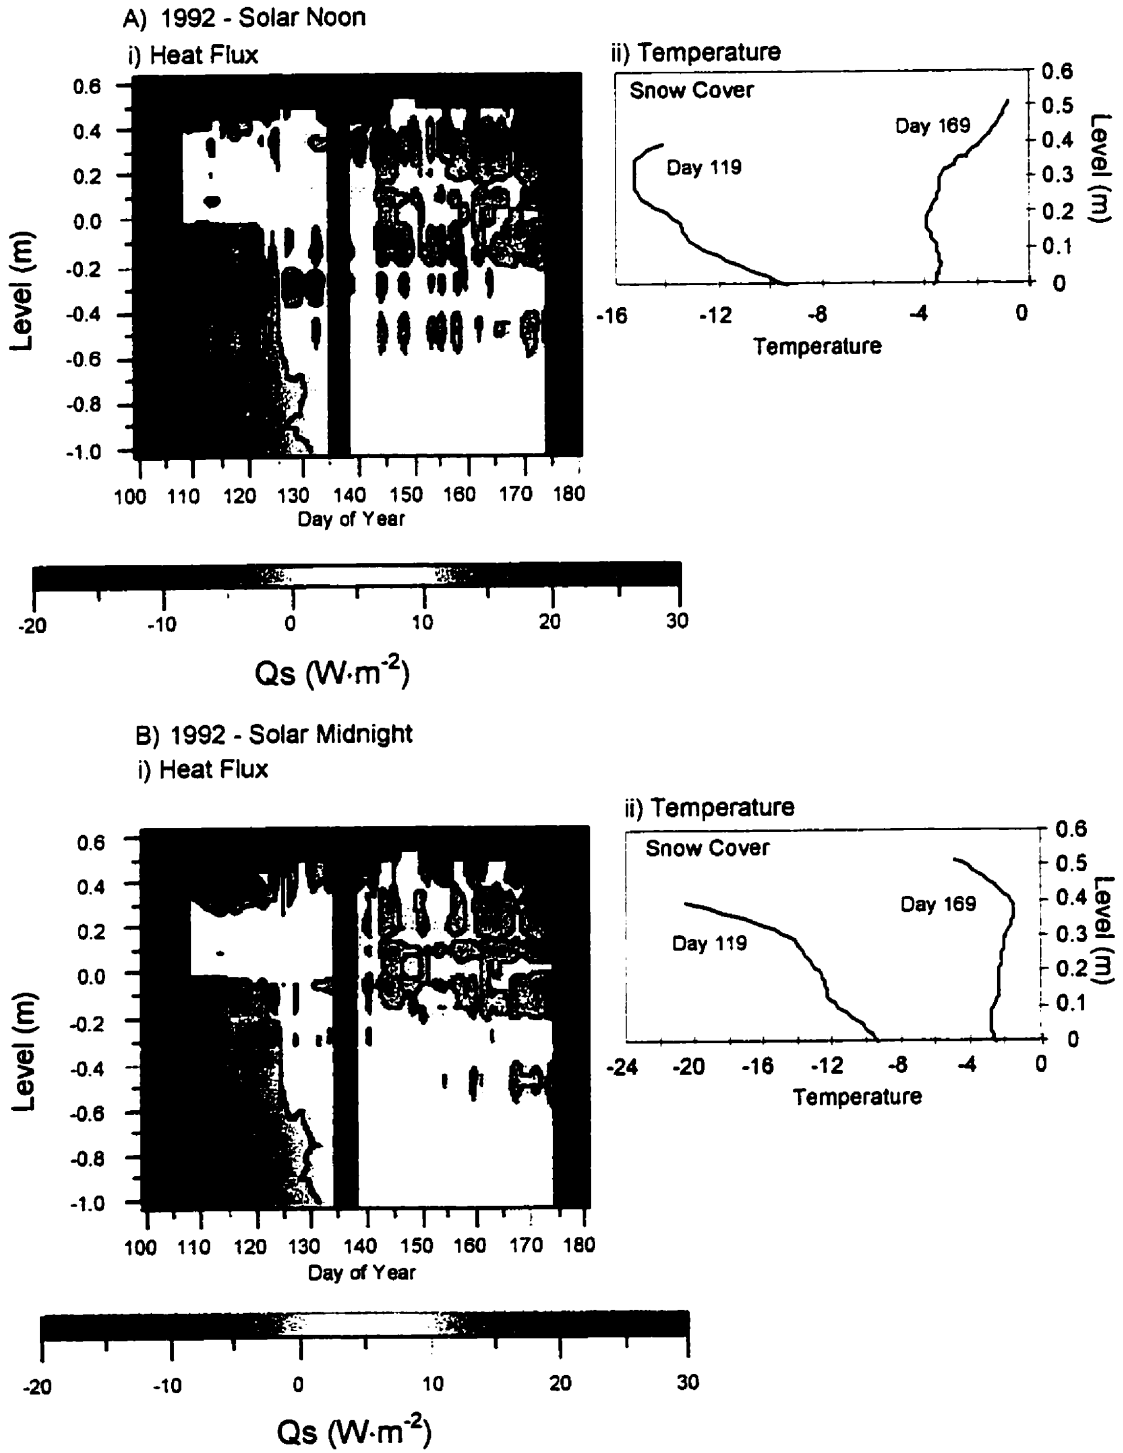 A) 1992 - Solar Noon
i) Heat Flux
ii) Temperature
0.6
0.4
0.2
0.0
-0.2
-0.4
-0.6
-0.8
-1.0
Level (m)
100 110 120 130 140 150 160 170 180
Day of Year
Snow Cover
Day 119
Day 169
0.6
0.5
0.4
0.3
0.2
0.1
0
Level (m)
-16 -12 -8 -4 0
Temperature
-20 -10 0 10 20 30
Qs (W·m-2)
B) 1992 - Solar Midnight
i) Heat Flux
ii) Temperature
0.6
0.4
0.2
0.0
-0.2
-0.4
-0.6
-0.8
-1.0
Level (m)
100 110 120 130 140 150 160 170 180
Day of Year
Snow Cover
Day 119
Day 169
0.6
0.5
0.4
0.3
0.2
0.1
0
Level (m)
-24 -20 -16 -12 -8 -4 0
Temperature
-20 -10 0 10 20 30
Qs (W·m-2)